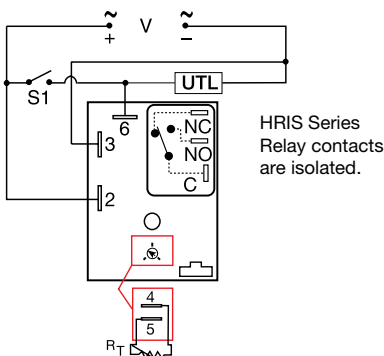 ~ V ~
+ −
S1
UTL
6
NC
3
NO
C
2
HRIS Series
Relay contacts
are isolated.
4
5
RT